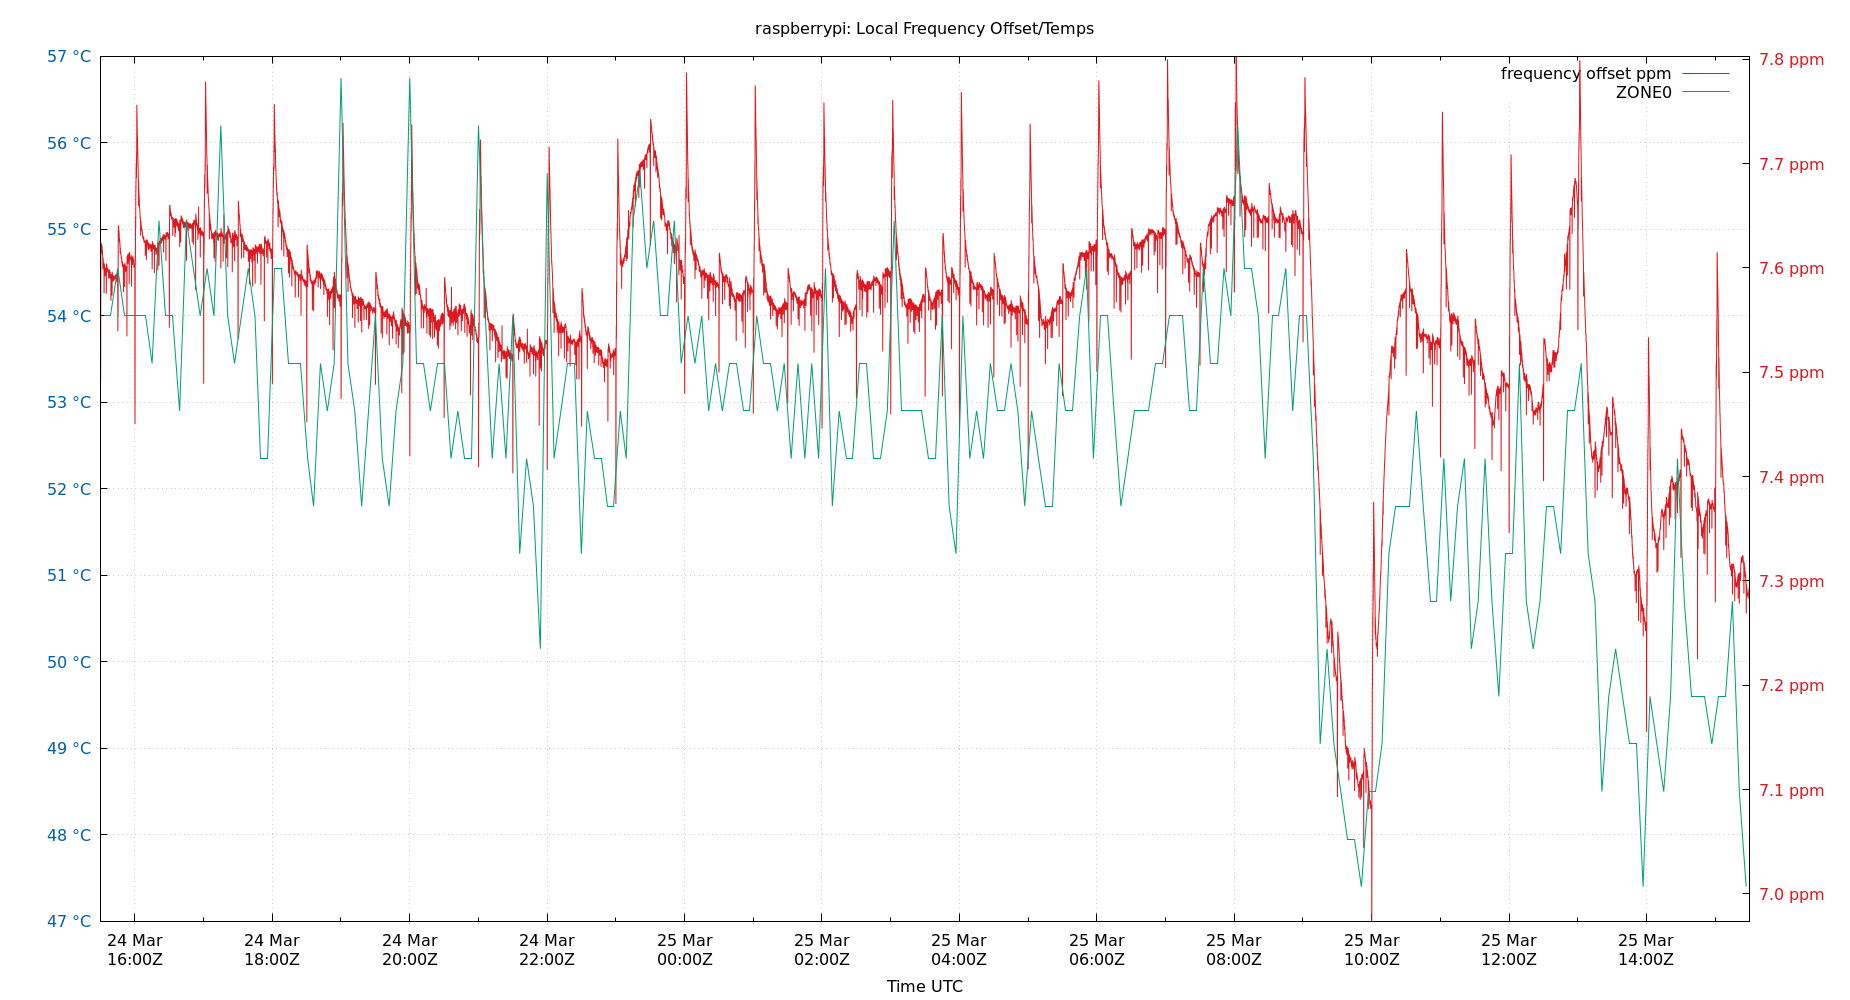 raspberrypi: Local Frequency Offset/Temps
57 °C
56 °C
55 °C
54 °C
53 °C
52 °C
51 °C
50 °C
49 °C
48 °C
47 °C
frequency offset ppm
ZONE0
7.8 ppm
7.7 ppm
7.6 ppm
7.5 ppm
7.4 ppm
7.3 ppm
7.2 ppm
7.1 ppm
7.0 ppm
24 Mar 24 Mar 24 Mar 24 Mar 25 Mar 25 Mar 25 Mar 25 Mar 25 Mar 25 Mar 25 Mar 25 Mar
16:00Z 18:00Z 20:00Z 22:00Z 00:00Z 02:00Z 04:00Z 06:00Z 08:00Z 10:00Z 12:00Z 14:00Z
Time UTC